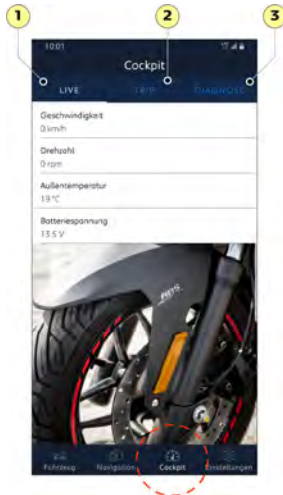 1
2
3
10:01
Cockpit
LIVE
TRIP
DIAGNOSE
Geschwindigkeit
0 km/h
Drehzahl
0 rpm
Außentemperatur
19 °C
Batteriespannung
13.5 V
ABS
Fahrzeug
Navigation
Cockpit
Einstellungen